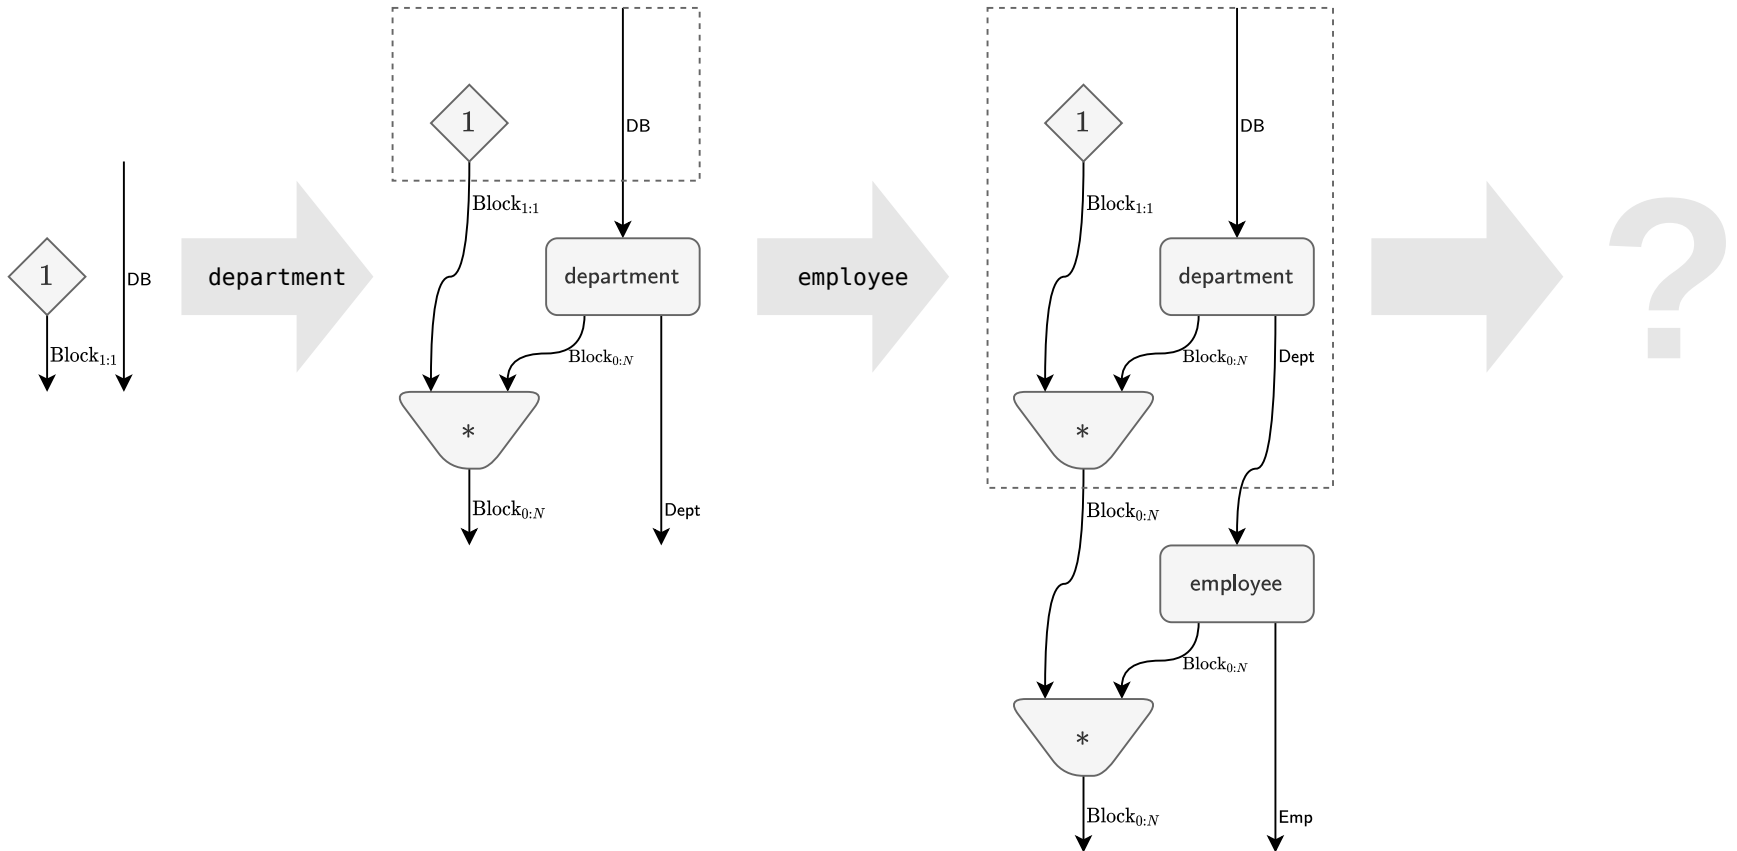 1
DB
Block1:1
department
1
DB
Block1:1
department
Block0:N
*
Block0:N
Dept
employee
1
DB
Block1:1
department
Block0:N
Dept
*
Block0:N
employee
Block0:N
*
Block0:N
Emp
?